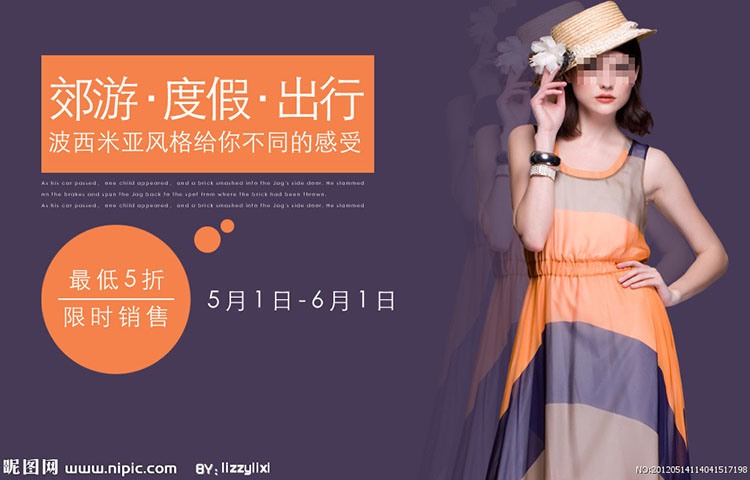 郊游·度假·出行
波西米亚风格给你不同的感受
As his car passed, one child appeared, and a brick smashed into the Jag's side door. He slammed
on the brakes and spun the Jag back to the spot from where the brick had been thrown.
As his car passed, one child appeared, and a brick smashed into the Jag's side door. He slammed
最低5折
限时销售
5月1日-6月1日
昵图网 www.nipic.com
BY:lizzylixl
NO:20120514114041517198